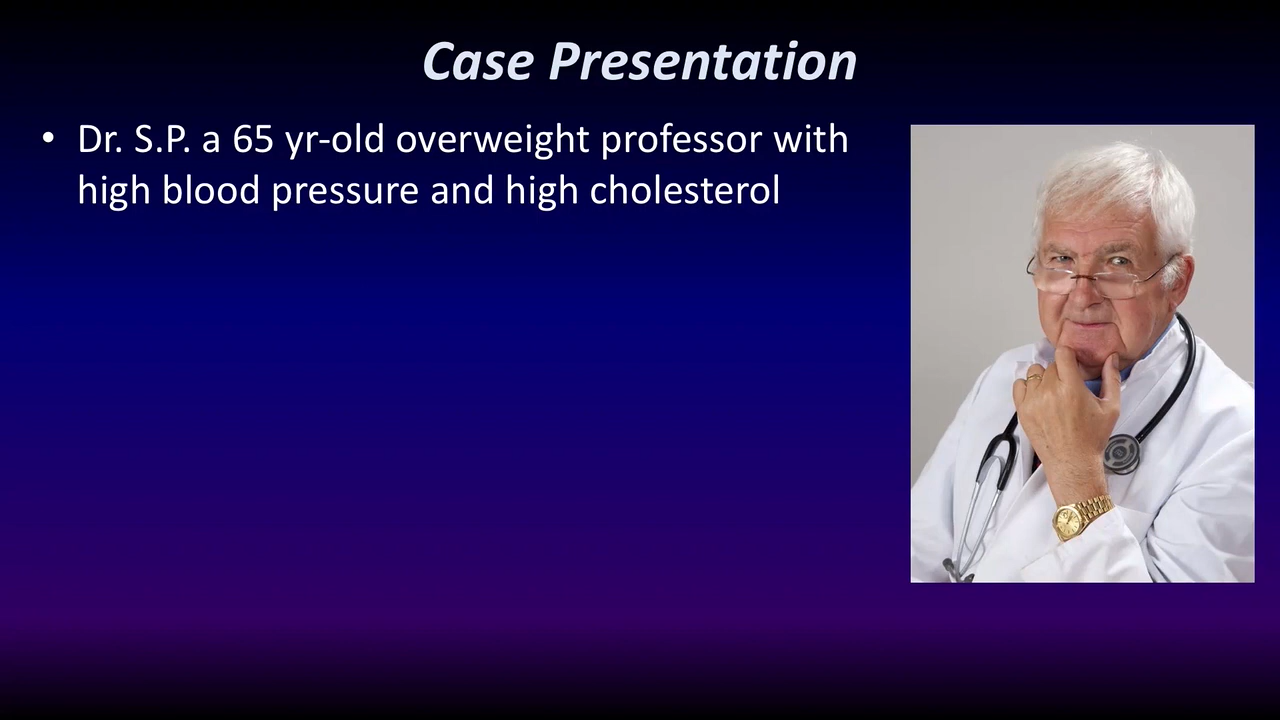 Case Presentation
• Dr. S.P. a 65 yr-old overweight professor with
high blood pressure and high cholesterol